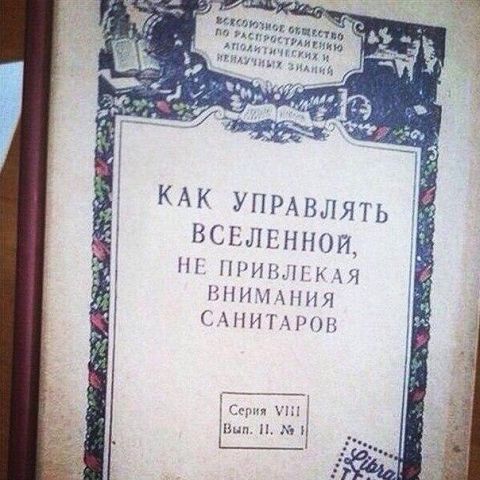 ВСЕСОЮЗНОЕ ОБЩЕСТВО
ПО РАСПРОСТРАНЕНИЮ
АПОЛИТИЧЕСКИХ И
НЕНАУЧНЫХ ЗНАНИЙ
КАК УПРАВЛЯТЬ
ВСЕЛЕННОЙ,
НЕ ПРИВЛЕКАЯ
ВНИМАНИЯ
САНИТАРОВ
Серия VIII
Вып. II. №
Libra